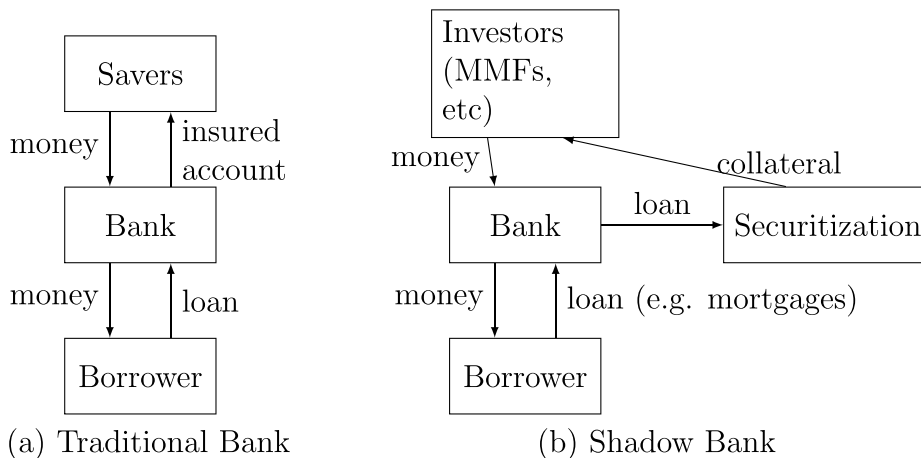 Savers
money
insured
account
Bank
money
loan
Borrower
(a) Traditional Bank
Investors
(MMFs,
etc)
money
collateral
Bank
loan
Securitization
money
loan (e.g. mortgages)
Borrower
(b) Shadow Bank